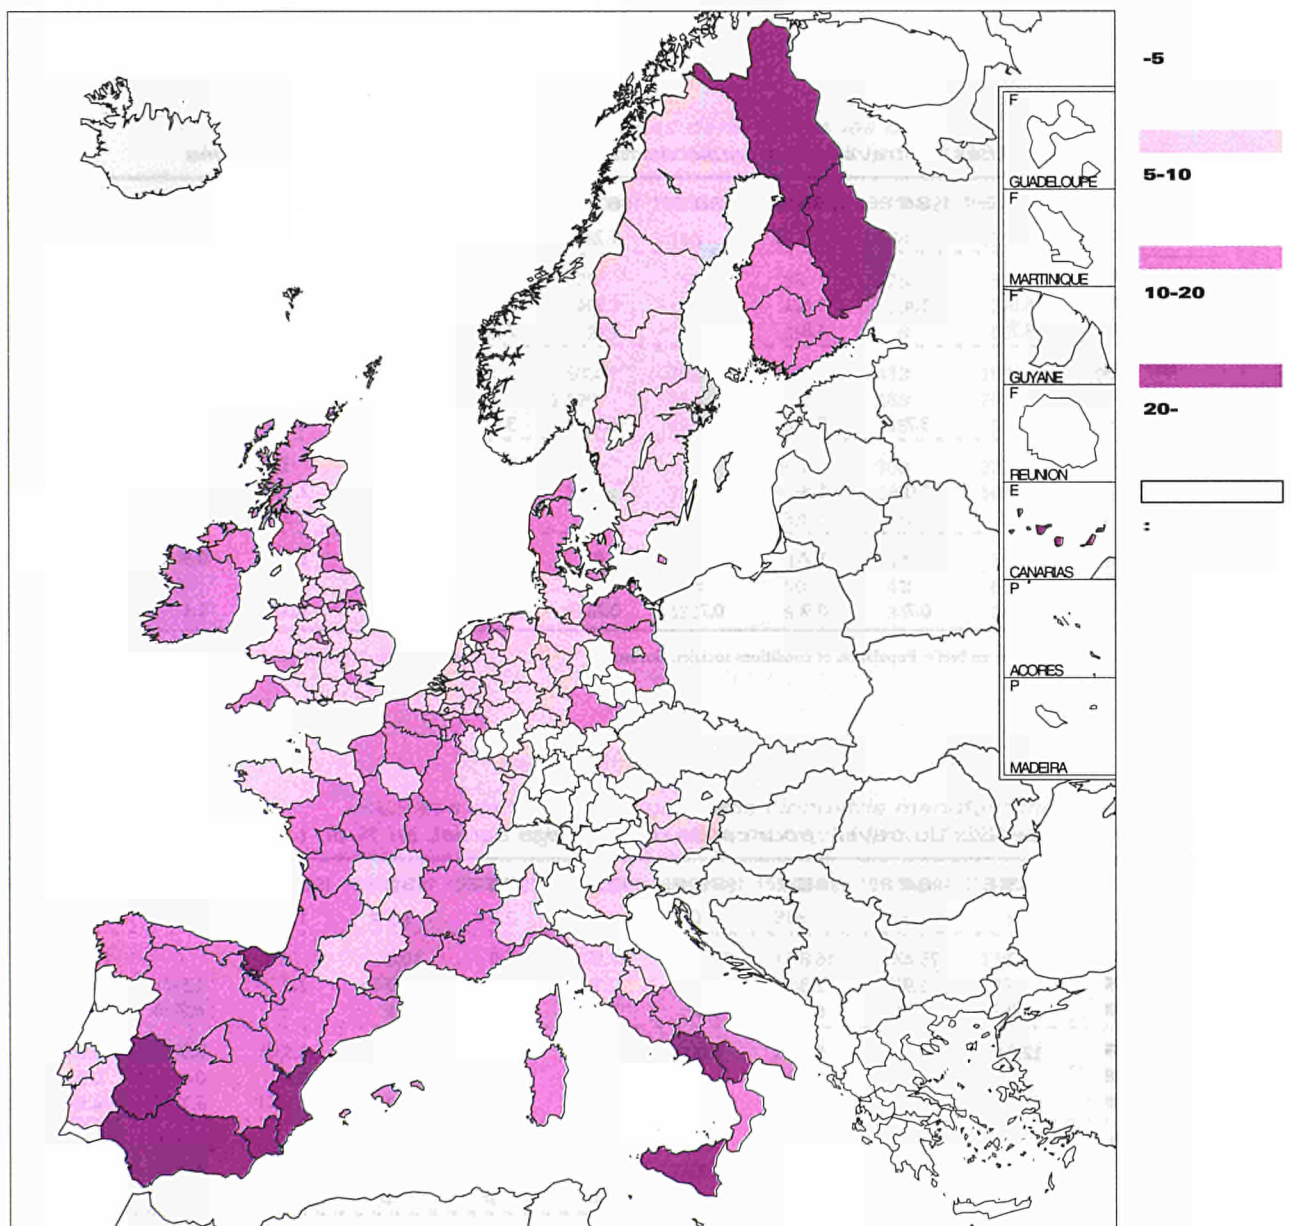 -5
5-10
10-20
20-
:
F
GUADELOUPE
F
MARTINIQUE
F
GUYANE
F
REUNION
E
CANARIAS
P
ACORES
P
MADEIRA